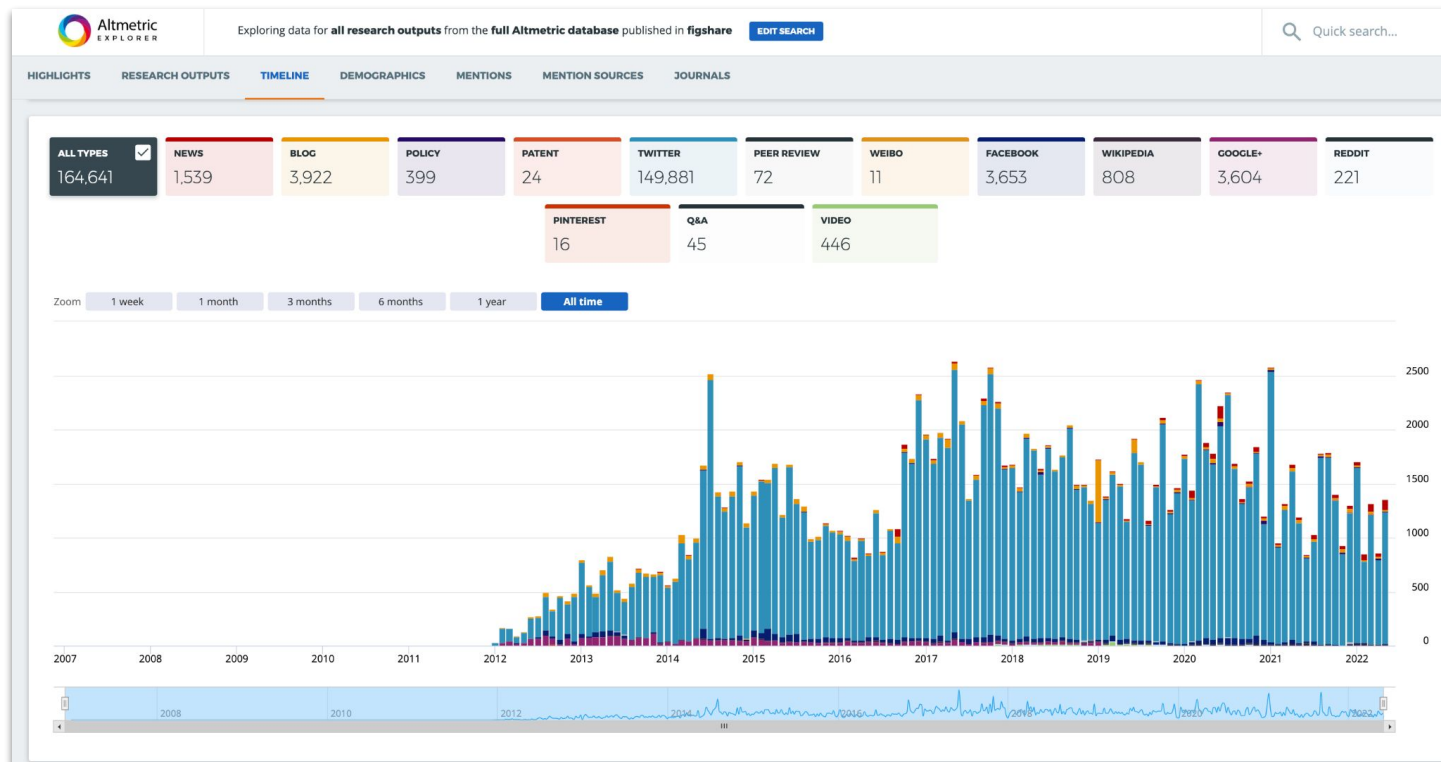 Altmetric
EXPLORER
Exploring data for all research outputs from the full Altmetric database published in figshare
EDIT SEARCH
Quick search...
HIGHLIGHTS RESEARCH OUTPUTS TIMELINE DEMOGRAPHICS MENTIONS MENTION SOURCES JOURNALS
ALL TYPES NEWS BLOG POLICY PATENT TWITTER PEER REVIEW WEIBO FACEBOOK WIKIPEDIA GOOGLE+ REDDIT
164,641 1,539 3,922 399 24 149,881 72 11 3,653 808 3,604 221
PINTEREST Q&A VIDEO
16 45 446
Zoom 1 week 1 month 3 months 6 months 1 year All time
2500
2000
1500
1000
500
0
2007 2008 2009 2010 2011 2012 2013 2014 2015 2016 2017 2018 2019 2020 2021 2022
2008 2010 2012 2014 2016 2018 2020 2022